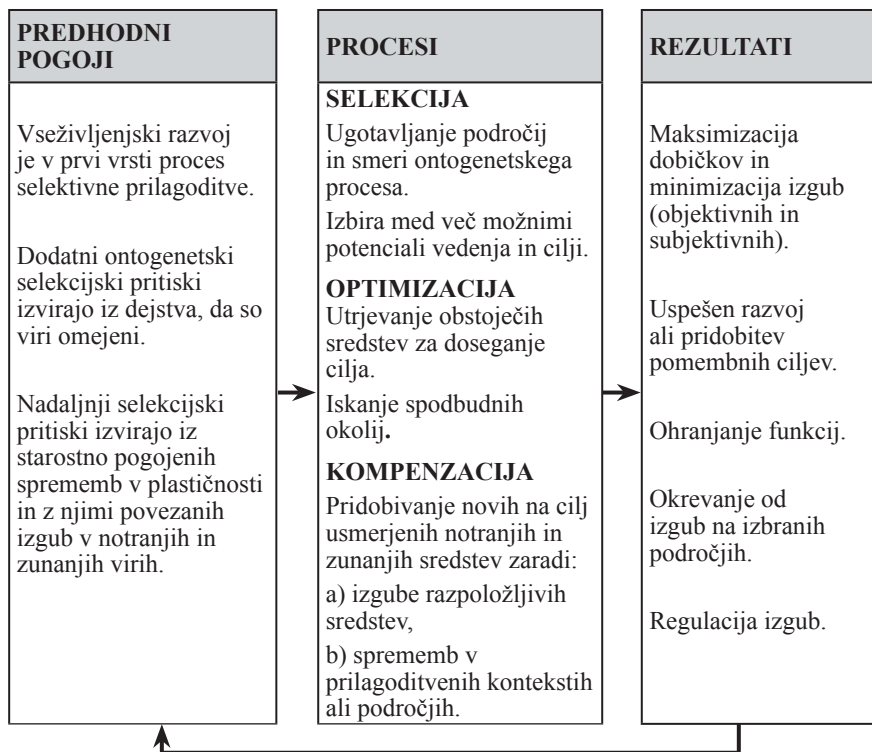 PREDHODNI
POGOJI
Vseživljenjski razvoj
je v prvi vrsti proces
selektivne prilagoditve.
Dodatni ontogenetski
selekcijski pritiski
izvirajo iz dejstva, da so
viri omejeni.
Nadaljnji selekcijski
pritiski izvirajo iz
starostno pogojenih
sprememb v plastičnosti
in z njimi povezanih
izgub v notranjih in
zunanjih virih.
PROCESI
SELEKCIJA
Ugotavljanje področij
in smeri ontogenetskega
procesa.
Izbira med več možnimi
potenciali vedenja in cilji.
OPTIMIZACIJA
Utrjevanje obstoječih
sredstev za doseganje
cilja.
Iskanje spodbudnih
okolij.
KOMPENZACIJA
Pridobivanje novih na cilj
usmerjenih notranjih in
zunanjih sredstev zaradi:
a) izgube razpoložljivih
sredstev,
b) sprememb v
prilagoditvenih kontekstih
ali področjih.
REZULTATI
Maksimizacija
dobičkov in
minimizacija izgub
(objektivnih in
subjektivnih).
Uspešen razvoj
ali pridobitev
pomembnih ciljev.
Ohranjanje funkcij.
Okrevanje od
izgub na izbranih
področjih.
Regulacija izgub.